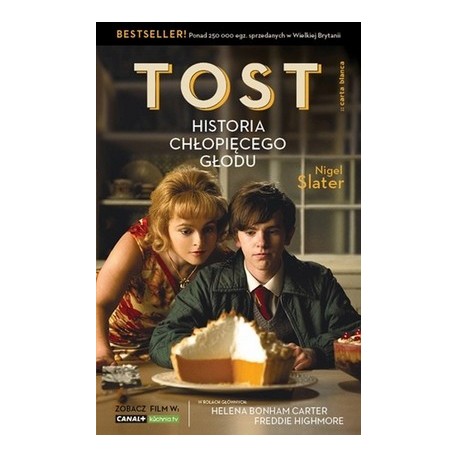 BESTSELLER! Ponad 250 000 egz. sprzedanych w Wielkiej Brytanii
TOST
carta blanca
HISTORIA
CHŁOPIĘCEGO
GŁODU
Nigel
Slater
ZOBACZ FILM W:
CANAL+ kuchnia.tv
W ROLACH GŁÓWNYCH:
HELENA BONHAM CARTER
FREDDIE HIGHMORE